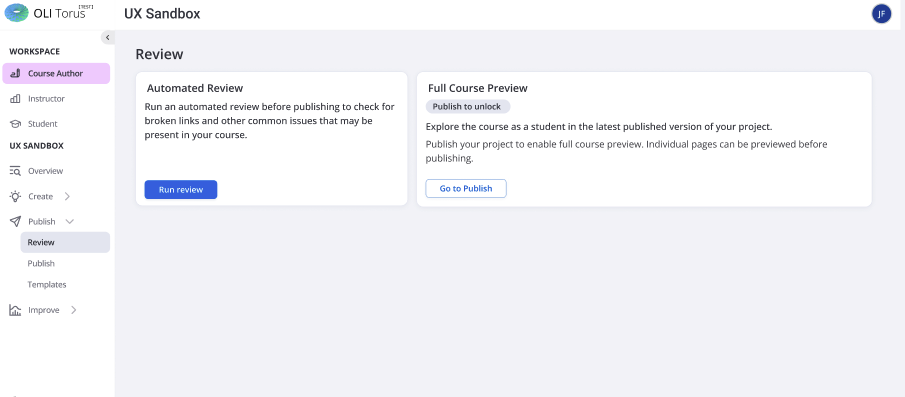 OLI Torus [TEST]
UX Sandbox
JF
WORKSPACE
Course Author
Instructor
Student
UX SANDBOX
Overview
Create
Publish
Review
Publish
Templates
Improve
Review
Automated Review
Run an automated review before publishing to check for
broken links and other common issues that may be
present in your course.
Run review
Full Course Preview
Publish to unlock
Explore the course as a student in the latest published version of your project.
Publish your project to enable full course preview. Individual pages can be previewed before
publishing.
Go to Publish